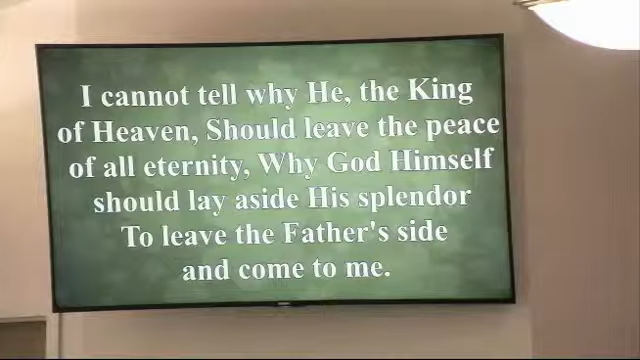 I cannot tell why He, the King
of Heaven, Should leave the peace
of all eternity, Why God Himself
should lay aside His splendor
To leave the Father's side
and come to me.